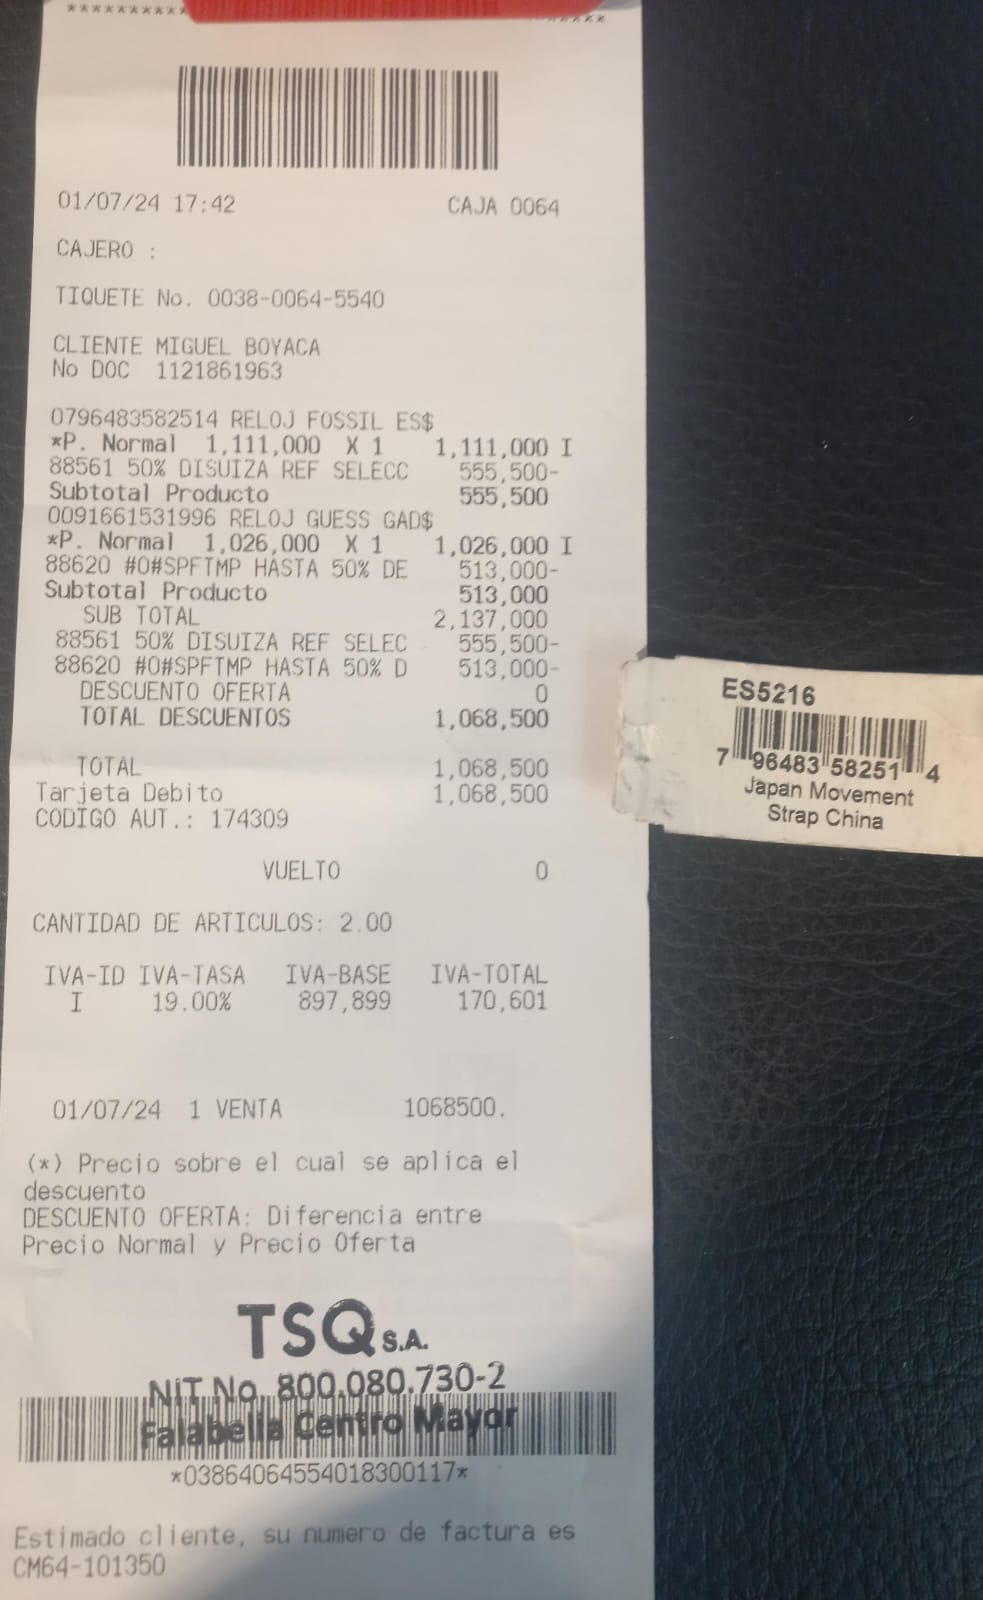 01/07/24 17:42 CAJA 0064
CAJERO :
TIQUETE No. 0038-0064-5540
CLIENTE MIGUEL BOYACA
No DOC 1121861963
0796483582514 RELOJ FOSSIL ES$
*P. Normal 1,111,000 X 1 1,111,000 I
88561 50% DISUIZA REF SELECC 555,500-
Subtotal Producto 555,500
0091661531996 RELOJ GUESS GAD$
*P. Normal 1,026,000 X 1 1,026,000 I
88620 #0#SPFTMP HASTA 50% DE 513,000-
Subtotal Producto 513,000
SUB TOTAL 2,137,000
88561 50% DISUIZA REF SELEC 555,500-
88620 #0#SPFTMP HASTA 50% D 513,000-
DESCUENTO OFERTA 0
TOTAL DESCUENTOS 1,068,500
TOTAL 1,068,500
Tarjeta Debito 1,068,500
CODIGO AUT.: 174309
VUELTO 0
CANTIDAD DE ARTICULOS: 2.00
IVA-ID IVA-TASA IVA-BASE IVA-TOTAL
I 19.00% 897,899 170,601
01/07/24 1 VENTA 1068500.
(*) Precio sobre el cual se aplica el
descuento
DESCUENTO OFERTA: Diferencia entre
Precio Normal y Precio Oferta
TSQ S.A.
NIT No. 800.080.730-2
Falabella Centro Mayor
*03864064554018300117*
Estimado cliente, su numero de factura es
CM64-101350
ES5216
7 96483 58251 4
Japan Movement
Strap China